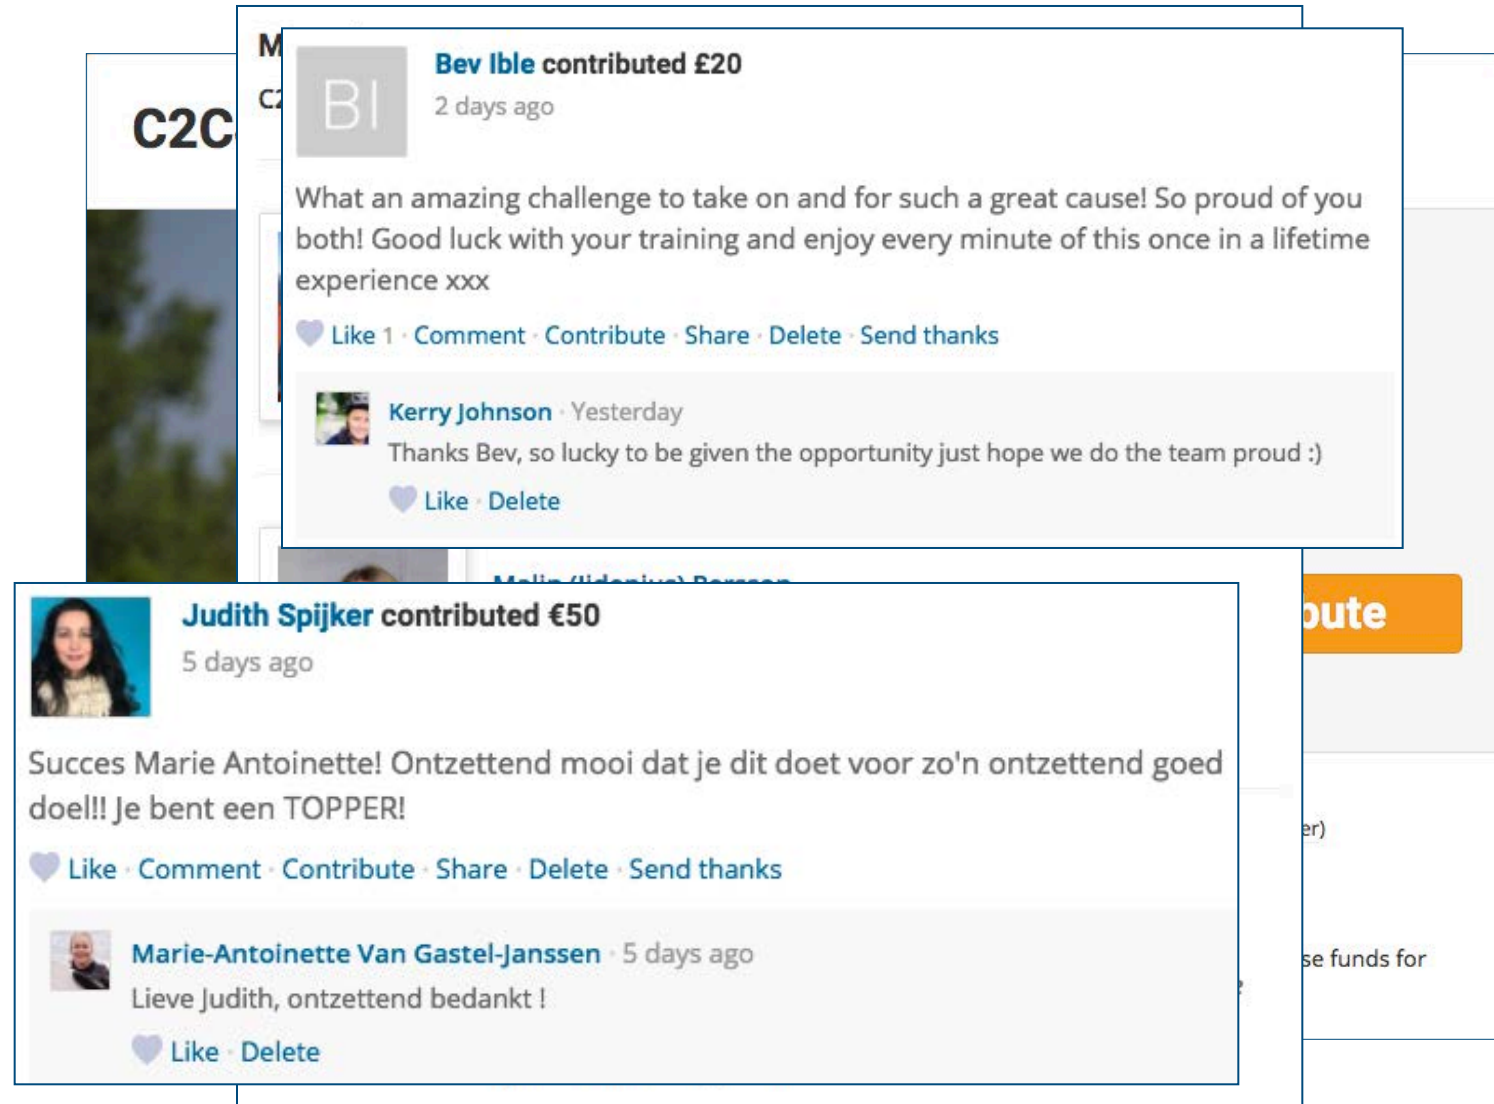 C2C
M
C2
BI
Bev Ible contributed £20
2 days ago
What an amazing challenge to take on and for such a great cause! So proud of you
both! Good luck with your training and enjoy every minute of this once in a lifetime
experience xxx
Like 1 · Comment · Contribute · Share · Delete · Send thanks
Kerry Johnson · Yesterday
Thanks Bev, so lucky to be given the opportunity just hope we do the team proud :)
Like · Delete
bute
Judith Spijker contributed €50
5 days ago
Succes Marie Antoinette! Ontzettend mooi dat je dit doet voor zo'n ontzettend goed
doel!! Je bent een TOPPER!
Like · Comment · Contribute · Share · Delete · Send thanks
er)
Marie-Antoinette Van Gastel-Janssen · 5 days ago
se funds for
Lieve Judith, ontzettend bedankt !
Like · Delete